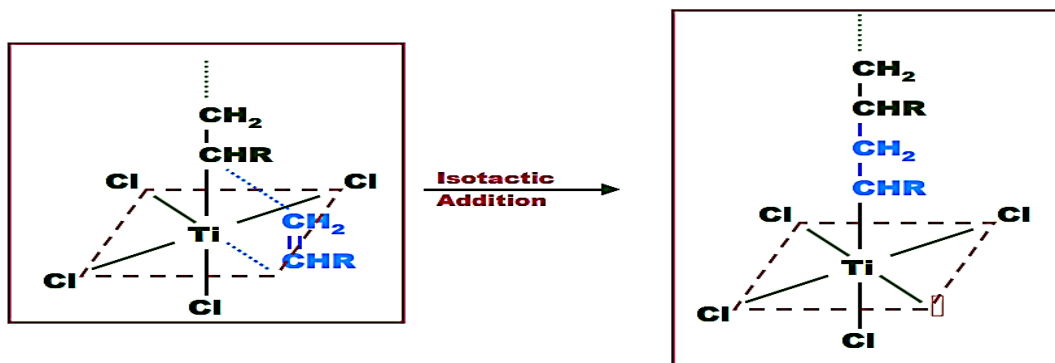 CH₂
CHR
Cl
Cl
CH₂
Ti
CHR
Cl
Cl
Isotactic
Addition
CH₂
CHR
CH₂
CHR
Cl
Cl
Ti
Cl
Cl